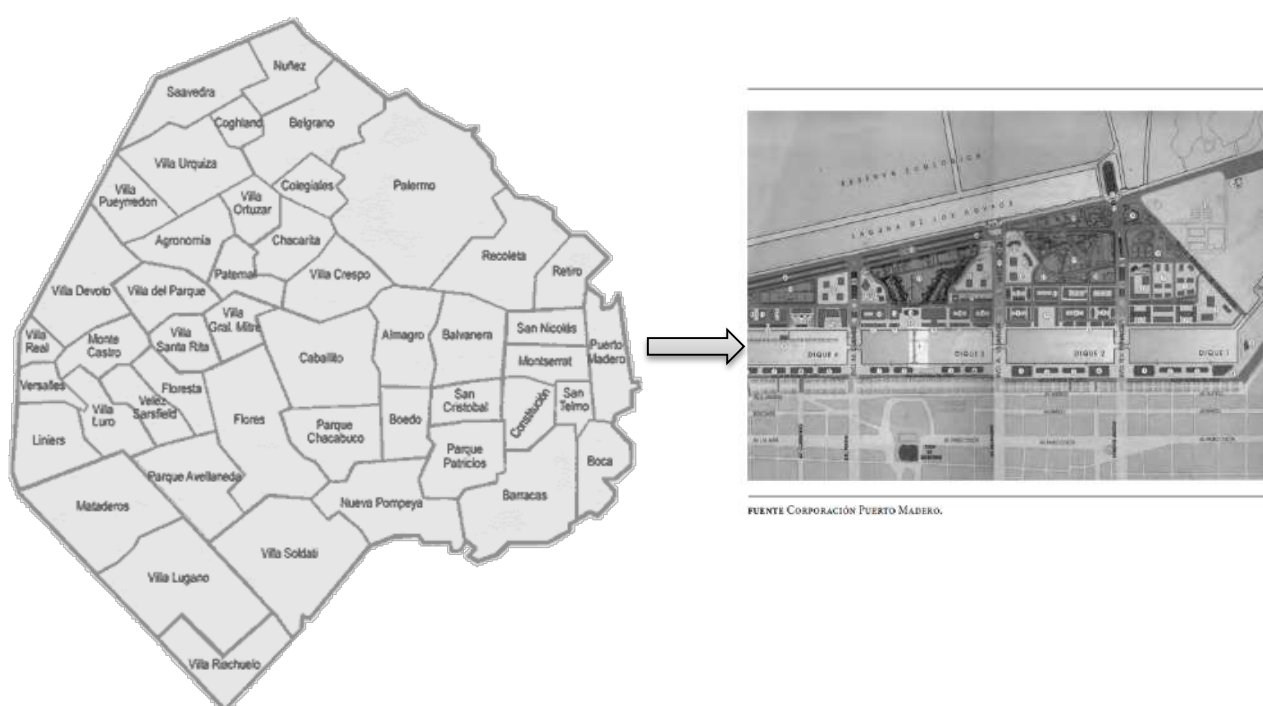 Nuñez
Saavedra
Coghland
Belgrano
Villa Urquiza
Colegiales
Palermo
Villa
Pueyrredon
Villa
Ortuzar
Agronomía
Chacarita
Recoleta
Retiro
Paternal
Villa Crespo
Villa Devoto
Villa del Parque
Villa
Gral. Mitre
Almagro
Balvanera
San Nicolás
Puerto
Madero
Villa
Real
Monte
Castro
Villa
Santa Rita
Caballito
Montserrat
Versalles
Floresta
Velez
Sarsfield
Villa
Luro
Flores
San
Cristobal
Constitución
San
Telmo
Liniers
Parque
Chacabuco
Boedo
Parque
Patricios
Boca
Parque Avellaneda
Mataderos
Nueva Pompeya
Barracas
Villa Soldati
Villa Lugano
Villa Riachuelo
RESERVA ECOLOGICA
LAGUNA DE LOS COYPOS
DIQUE 4
DIQUE 3
DIQUE 2
DIQUE 1
FUENTE CORPORACIÓN PUERTO MADERO.